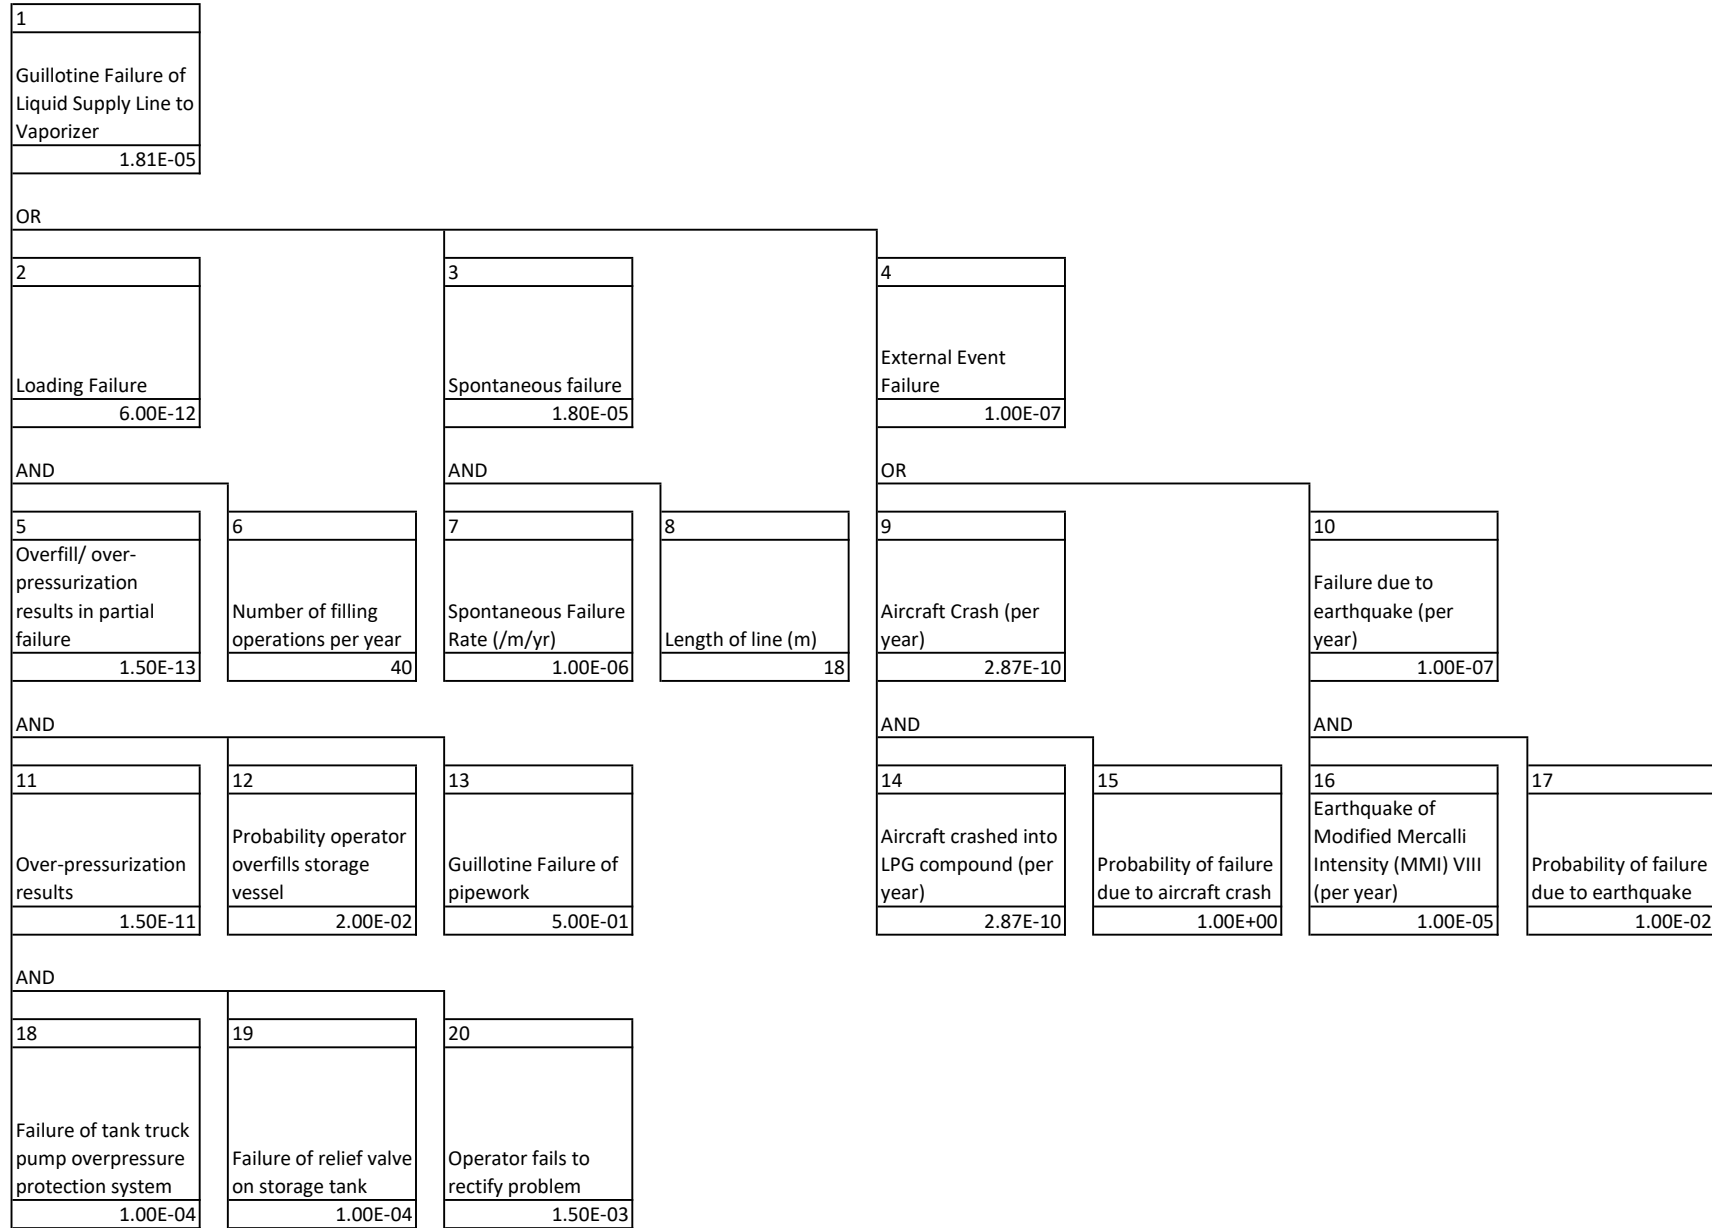 1
Guillotine Failure of
Liquid Supply Line to
Vaporizer
1.81E-05
OR
2
Loading Failure
6.00E-12
3
Spontaneous failure
1.80E-05
4
External Event
Failure
1.00E-07
AND
AND
OR
5
Overfill/ over-
pressurization
results in partial
failure
1.50E-13
6
Number of filling
operations per year
40
7
Spontaneous Failure
Rate (/m/yr)
1.00E-06
8
Length of line (m)
18
9
Aircraft Crash (per
year)
2.87E-10
10
Failure due to
earthquake (per
year)
1.00E-07
AND
AND
AND
11
Over-pressurization
results
1.50E-11
12
Probability operator
overfills storage
vessel
2.00E-02
13
Guillotine Failure of
pipework
5.00E-01
14
Aircraft crashed into
LPG compound (per
year)
2.87E-10
15
Probability of failure
due to aircraft crash
1.00E+00
16
Earthquake of
Modified Mercalli
Intensity (MMI) VIII
(per year)
1.00E-05
17
Probability of failure
due to earthquake
1.00E-02
AND
18
Failure of tank truck
pump overpressure
protection system
1.00E-04
19
Failure of relief valve
on storage tank
1.00E-04
20
Operator fails to
rectify problem
1.50E-03